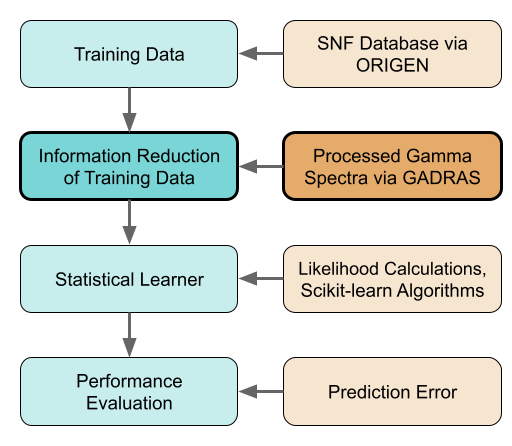 Training Data
SNF Database via
ORIGEN
Information Reduction
of Training Data
Processed Gamma
Spectra via GADRAS
Statistical Learner
Likelihood Calculations,
Scikit-learn Algorithms
Performance
Evaluation
Prediction Error